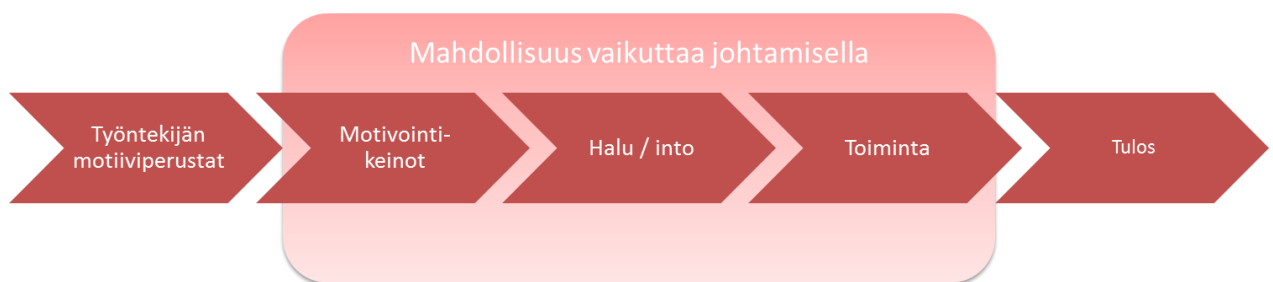 Mahdollisuus vaikuttaa johtamisella
Työntekijän
motiiviperustat
Motivointi-
keinot
Halu / into
Toiminta
Tulos